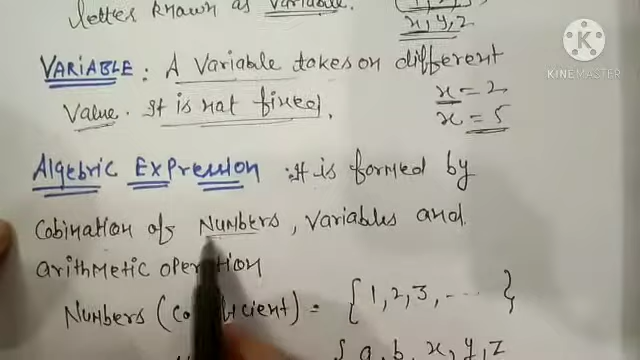 letter known as Variable.
x, y, z
KINEMASTER
VARIABLE : A Variable takes on different
Value. It is not fixed.
x = 2
x = 5
Algebric Expression : It is formed by
Cobination of Numbers, Variables and
arithmetic operation
Numbers ( = { 1, 2, 3, ---- }
{ a, b, x, y, z